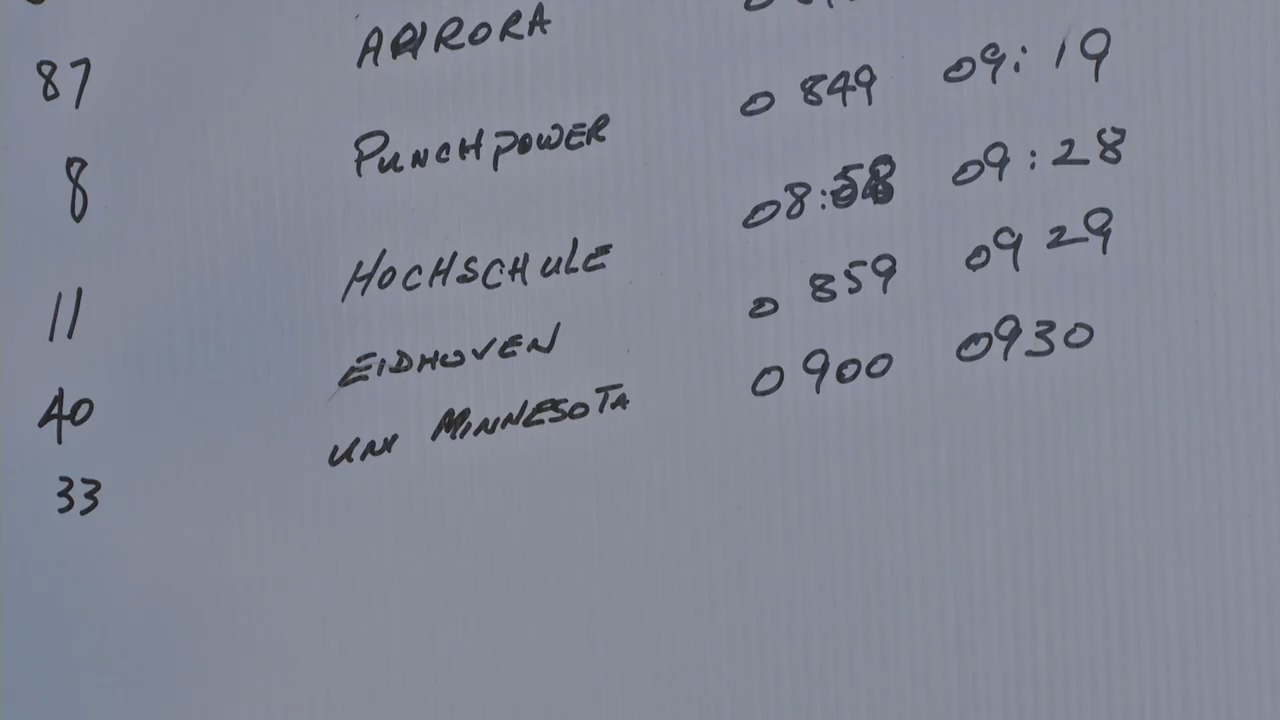 87 AURORA
8 PUNCHPOWER 0849 09:19
11 HOCHSCHULE 08:58 09:28
40 EIDHOVEN 0859 0929
33 UNI MINNESOTA 0900 0930